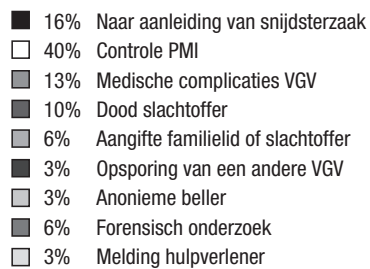 16% Naar aanleiding van snijdsterzaak
40% Controle PMI
13% Medische complicaties VGV
10% Dood slachtoffer
6% Aangifte familielid of slachtoffer
3% Opsporing van een andere VGV
3% Anonieme beller
6% Forensisch onderzoek
3% Melding hulpverlener